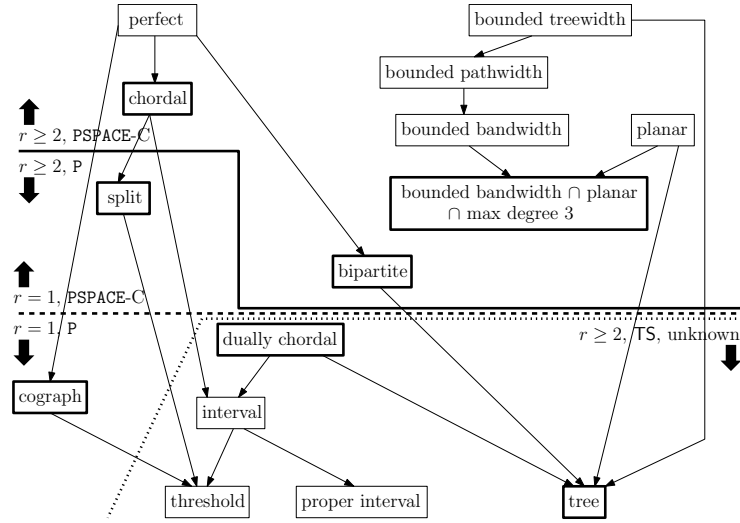 perfect
bounded treewidth
bounded pathwidth
chordal
bounded bandwidth
planar
r ≥ 2, PSPACE-C
r ≥ 2, P
split
bounded bandwidth ∩ planar
∩ max degree 3
bipartite
r = 1, PSPACE-C
r = 1, P
dually chordal
r ≥ 2, TS, unknown
cograph
interval
threshold
proper interval
tree